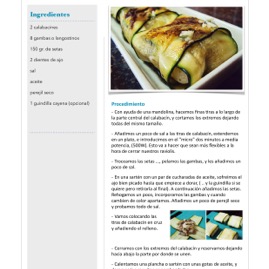 Ingredientes
2 calabacines
8 gambas o langostinos
150 gr. de setas
2 dientes de ajo
sal
aceite
perejil seco
1 guindilla cayena (opcional)
Procedimiento
- Con ayuda de una mandolina, hacemos finas tiras a lo largo de
la parte central del calabacín, y cortamos los extremos dejando
todas del mismo tamaño.
- Añadimos un poco de sal a las tiras de calabacín, extendemos
en un plato, e introducimos en el "micro" dos minutos a media
potencia, (500W). Esto va a hacer que sean más flexibles a la
hora de cerrar nuestro raviolis.
- Troceamos las setas ..., pelamos las gambas, y les añadimos un
poco de sal.
- En una sartén con un par de cucharadas de aceite, sofreímos el
ajo bien picado hasta que empiece a dorar, ( .. y la guindilla si se
quiere pero retirarla al final). A continuación añadimos las setas.
Rehogamos un poco, incorporamos las gambas y cuando
empiecen a coger color apartamos. Añadimos un poco de perejil seco
y probamos todo de sal.
- Vamos colocando las
tiras de calabacín en cruz
y añadiendo el relleno.
- Cerramos con los extremos del calabacín y reservamos dejando
hacia abajo la parte por donde se unen.
- Calentamos una plancha o sartén con unas gotas de aceite, y